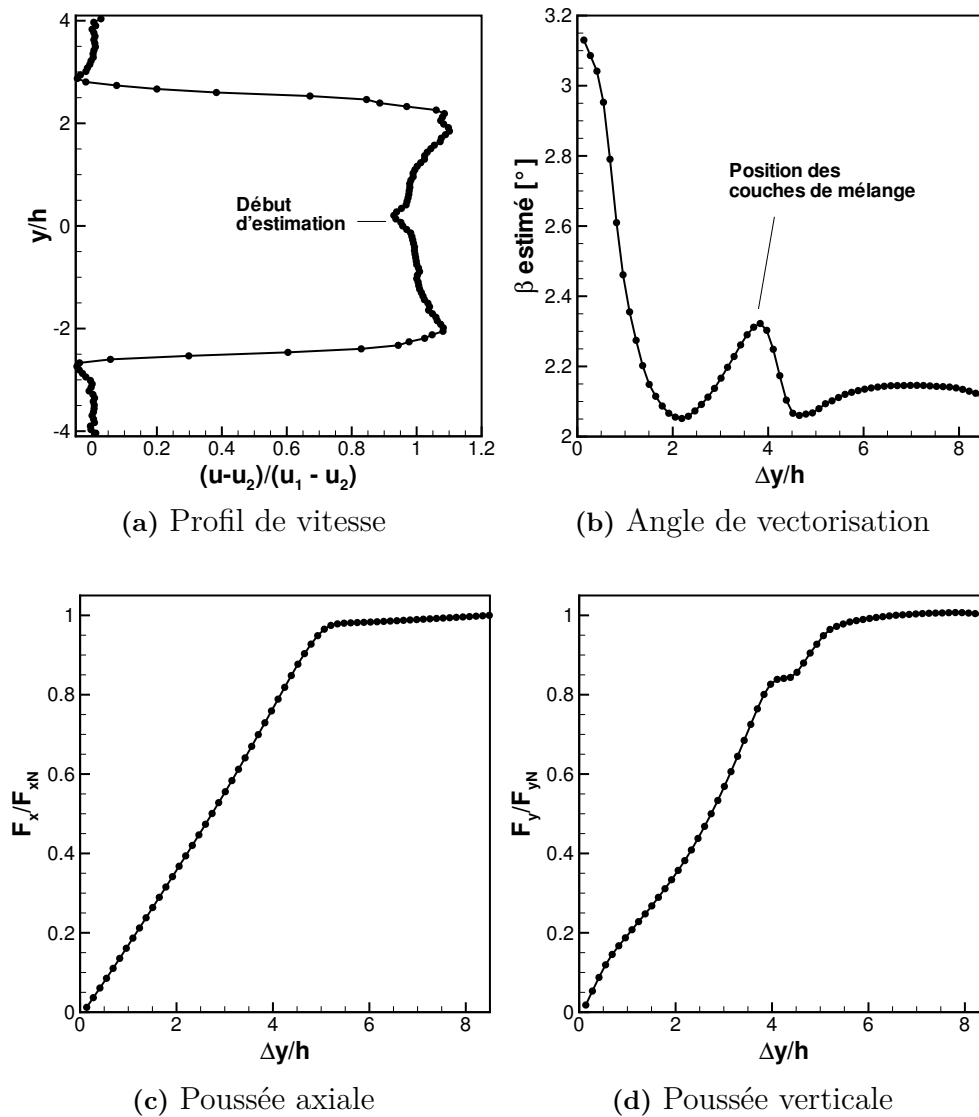 4
2
0
-2
-4
y/h
Début
d'estimation
0 0.2 0.4 0.6 0.8 1 1.2
(u-u₂)/(u₁ - u₂)
(a) Profil de vitesse
3.2
3
2.8
2.6
2.4
2.2
2
β estimé [°]
Position des
couches de mélange
0 2 4 6 8
Δy/h
(b) Angle de vectorisation
1
0.8
0.6
0.4
0.2
0
Fₓ/FₓN
0 2 4 6 8
Δy/h
(c) Poussée axiale
1
0.8
0.6
0.4
0.2
0
F_y/F_yN
0 2 4 6 8
Δy/h
(d) Poussée verticale